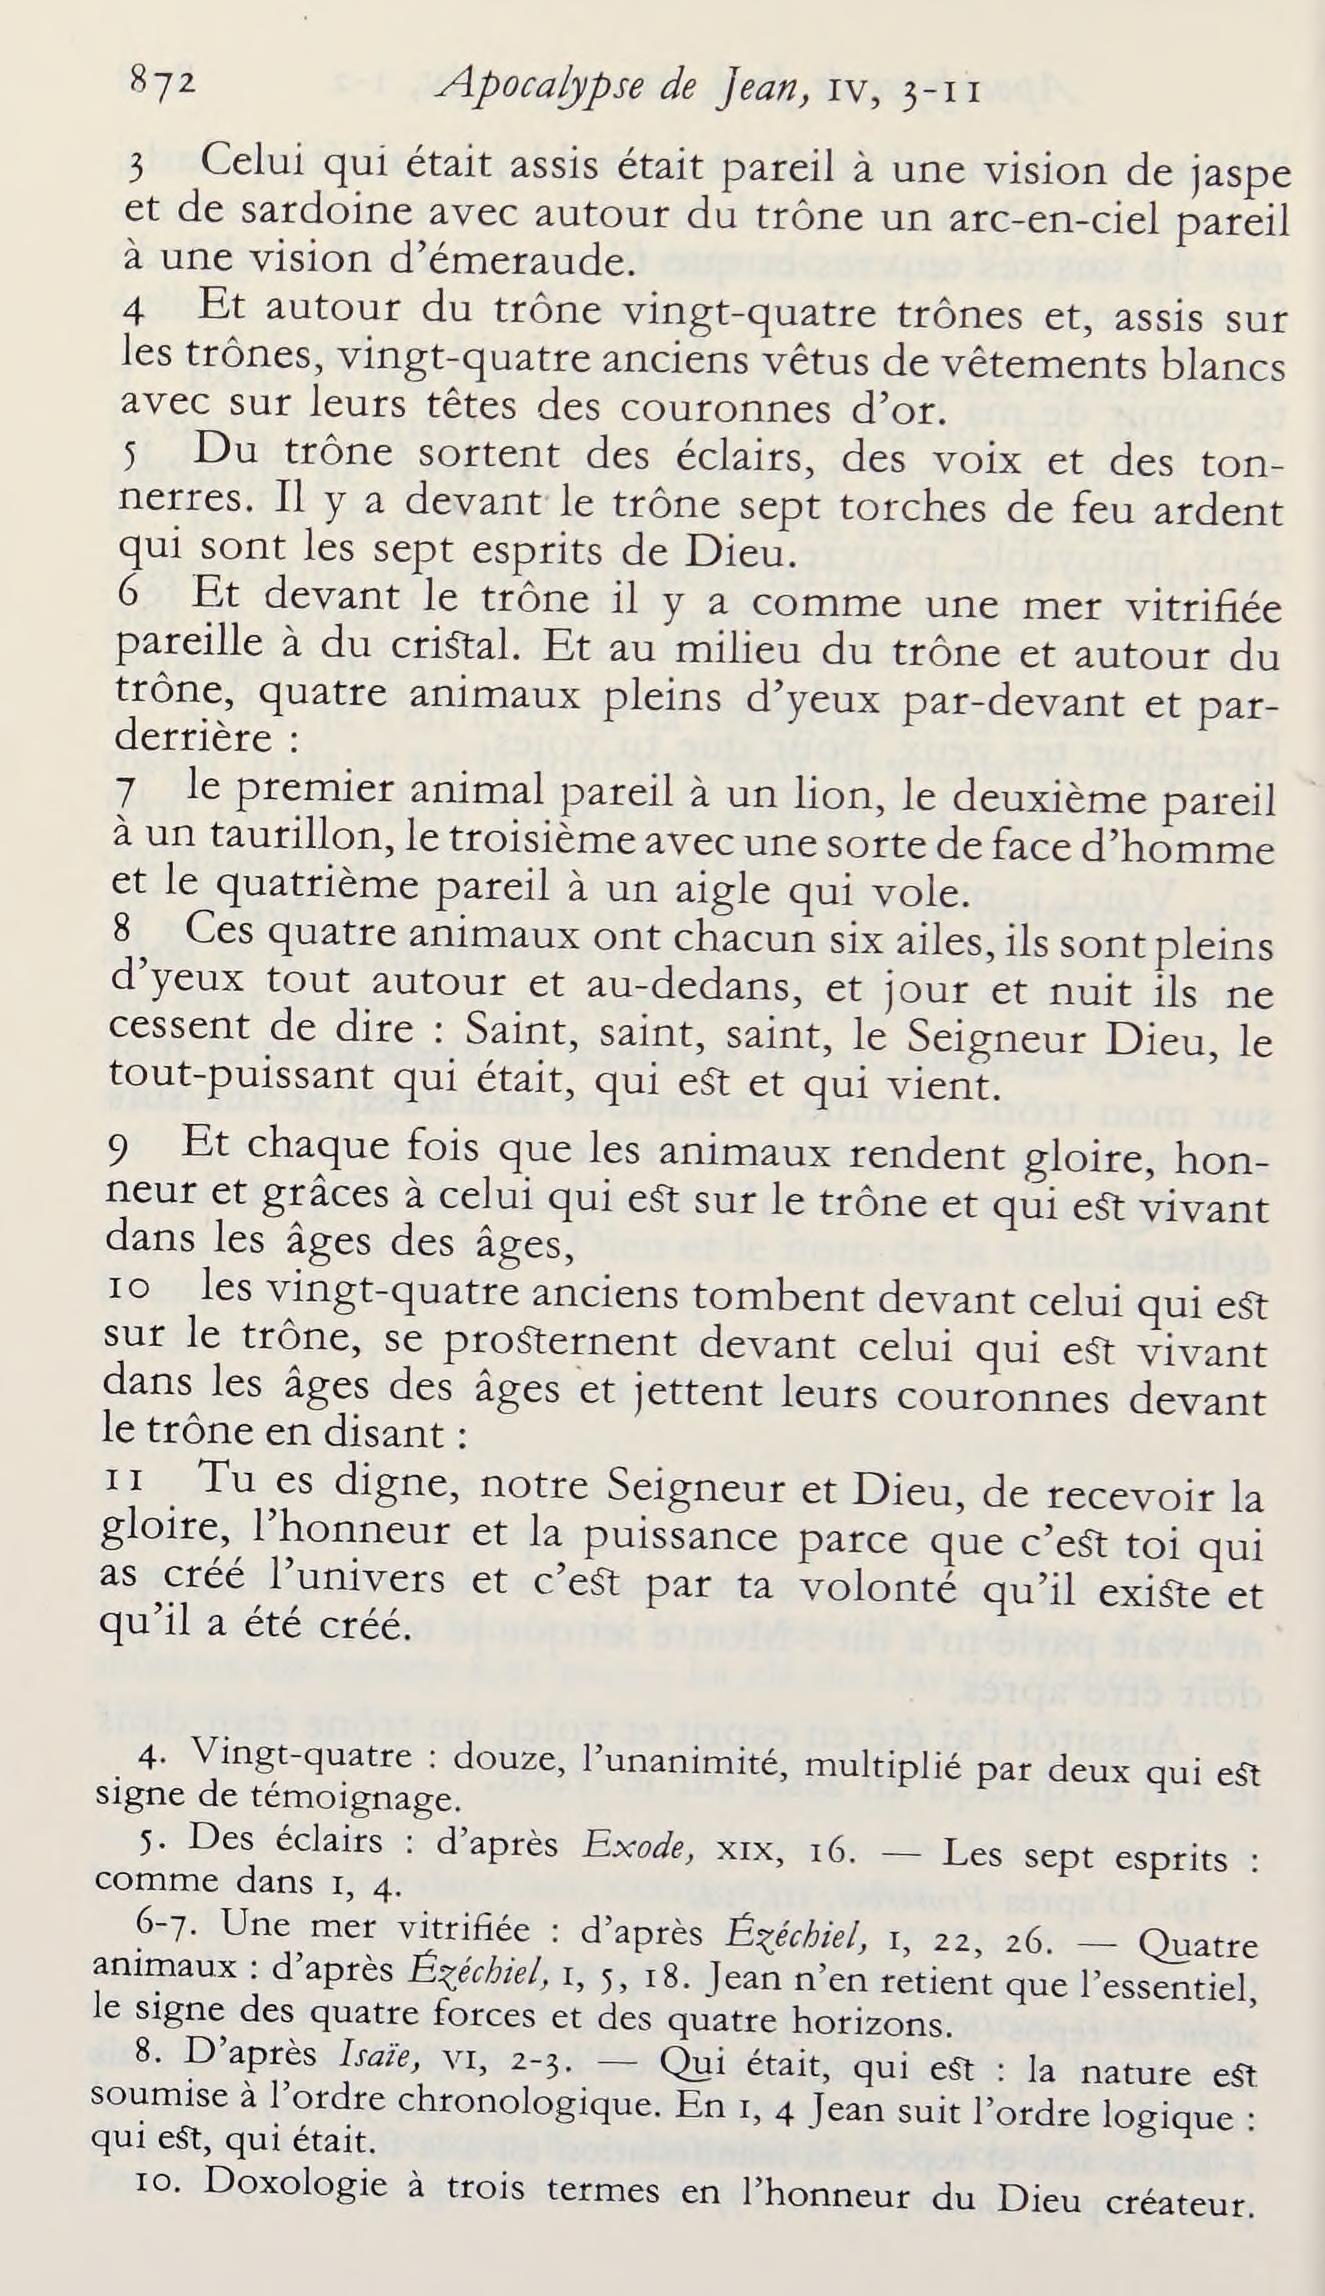 872 Apocalypse de Jean, IV, 3-11
3 Celui qui était assis était pareil à une vision de jaspe
et de sardoine avec autour du trône un arc-en-ciel pareil
à une vision d'émeraude.
4 Et autour du trône vingt-quatre trônes et, assis sur
les trônes, vingt-quatre anciens vêtus de vêtements blancs
avec sur leurs têtes des couronnes d'or.
5 Du trône sortent des éclairs, des voix et des ton-
nerres. Il y a devant le trône sept torches de feu ardent
qui sont les sept esprits de Dieu.
6 Et devant le trône il y a comme une mer vitrifiée
pareille à du cristal. Et au milieu du trône et autour du
trône, quatre animaux pleins d'yeux par-devant et par-
derrière :
7 le premier animal pareil à un lion, le deuxième pareil
à un taurillon, le troisième avec une sorte de face d'homme
et le quatrième pareil à un aigle qui vole.
8 Ces quatre animaux ont chacun six ailes, ils sont pleins
d'yeux tout autour et au-dedans, et jour et nuit ils ne
cessent de dire : Saint, saint, saint, le Seigneur Dieu, le
tout-puissant qui était, qui est et qui vient.
9 Et chaque fois que les animaux rendent gloire, hon-
neur et grâces à celui qui est sur le trône et qui est vivant
dans les âges des âges,
10 les vingt-quatre anciens tombent devant celui qui est
sur le trône, se prosternent devant celui qui est vivant
dans les âges des âges et jettent leurs couronnes devant
le trône en disant :
11 Tu es digne, notre Seigneur et Dieu, de recevoir la
gloire, l'honneur et la puissance parce que c'est toi qui
as créé l'univers et c'est par ta volonté qu'il existe et
qu'il a été créé.
4. Vingt-quatre : douze, l'unanimité, multiplié par deux qui est
signe de témoignage.
5. Des éclairs : d'après Exode, XIX, 16. — Les sept esprits :
comme dans I, 4.
6-7. Une mer vitrifiée : d'après Ézéchiel, I, 22, 26. — Quatre
animaux : d'après Ézéchiel, I, 5, 18. Jean n'en retient que l'essentiel,
le signe des quatre forces et des quatre horizons.
8. D'après Isaïe, VI, 2-3. — Qui était, qui est : la nature est
soumise à l'ordre chronologique. En I, 4 Jean suit l'ordre logique :
qui est, qui était.
10. Doxologie à trois termes en l'honneur du Dieu créateur.